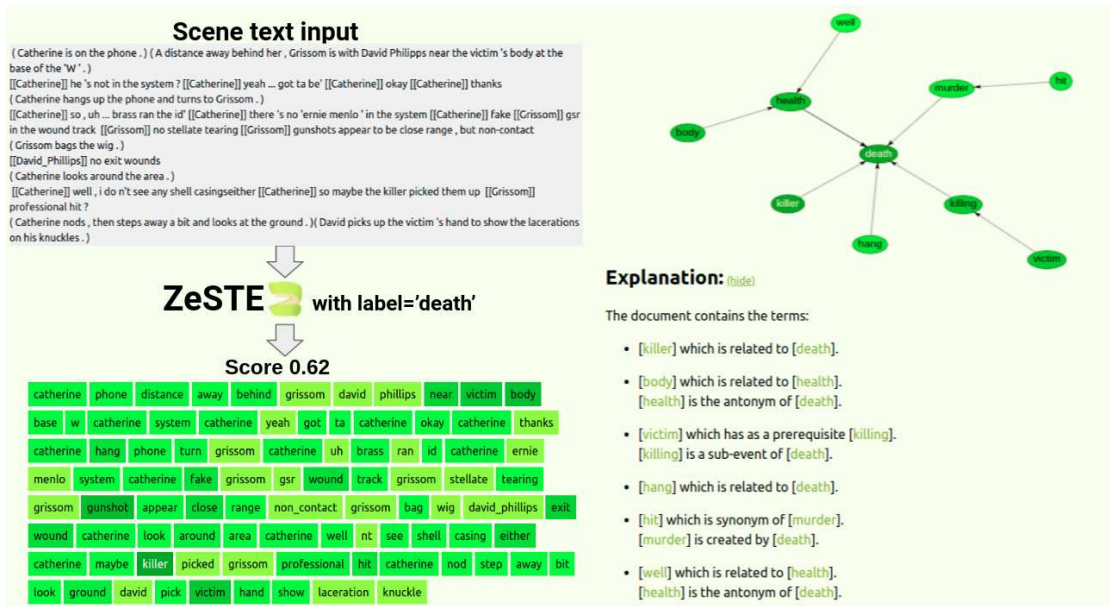 Scene text input
( Catherine is on the phone . ) ( A distance away behind her , Grissom is with David Philipps near the victim 's body at the
base of the 'W ' . )
[[Catherine]] he 's not in the system ? [[Catherine]] yeah ... got ta be' [[Catherine]] okay [[Catherine]] thanks
( Catherine hangs up the phone and turns to Grissom . )
[[Catherine]] so , uh ... brass ran the id' [[Catherine]] there 's no 'ernie menlo ' in the system [[Catherine]] fake [[Grissom]] gsr
in the wound track [[Grissom]] no stellate tearing [[Grissom]] gunshots appear to be close range , but non-contact
( Grissom bags the wig . )
[[David_Phillips]] no exit wounds
( Catherine looks around the area . )
[[Catherine]] well , i do n't see any shell casingseither [[Catherine]] so maybe the killer picked them up [[Grissom]]
professional hit ?
( Catherine nods , then steps away a bit and looks at the ground . )( David picks up the victim 's hand to show the lacerations
on his knuckles . )
ZeSTE with label='death'
Score 0.62
catherine phone distance away behind grissom david phillips near victim body
base w catherine system catherine yeah got ta catherine okay catherine thanks
catherine hang phone turn grissom catherine uh brass ran id catherine ernie
menlo system catherine fake grissom gsr wound track grissom stellate tearing
grissom gunshot appear close range non_contact grissom bag wig david_phillips exit
wound catherine look around area catherine well nt see shell casing either
catherine maybe killer picked grissom professional hit catherine nod step away bit
look ground david pick victim hand show laceration knuckle
well
murder
hit
health
body
death
killer
killing
hang
victim
Explanation: (hide)
The document contains the terms:
• [killer] which is related to [death].
• [body] which is related to [health].
[health] is the antonym of [death].
• [victim] which has as a prerequisite [killing].
[killing] is a sub-event of [death].
• [hang] which is related to [death].
• [hit] which is synonym of [murder].
[murder] is created by [death].
• [well] which is related to [health].
[health] is the antonym of [death].